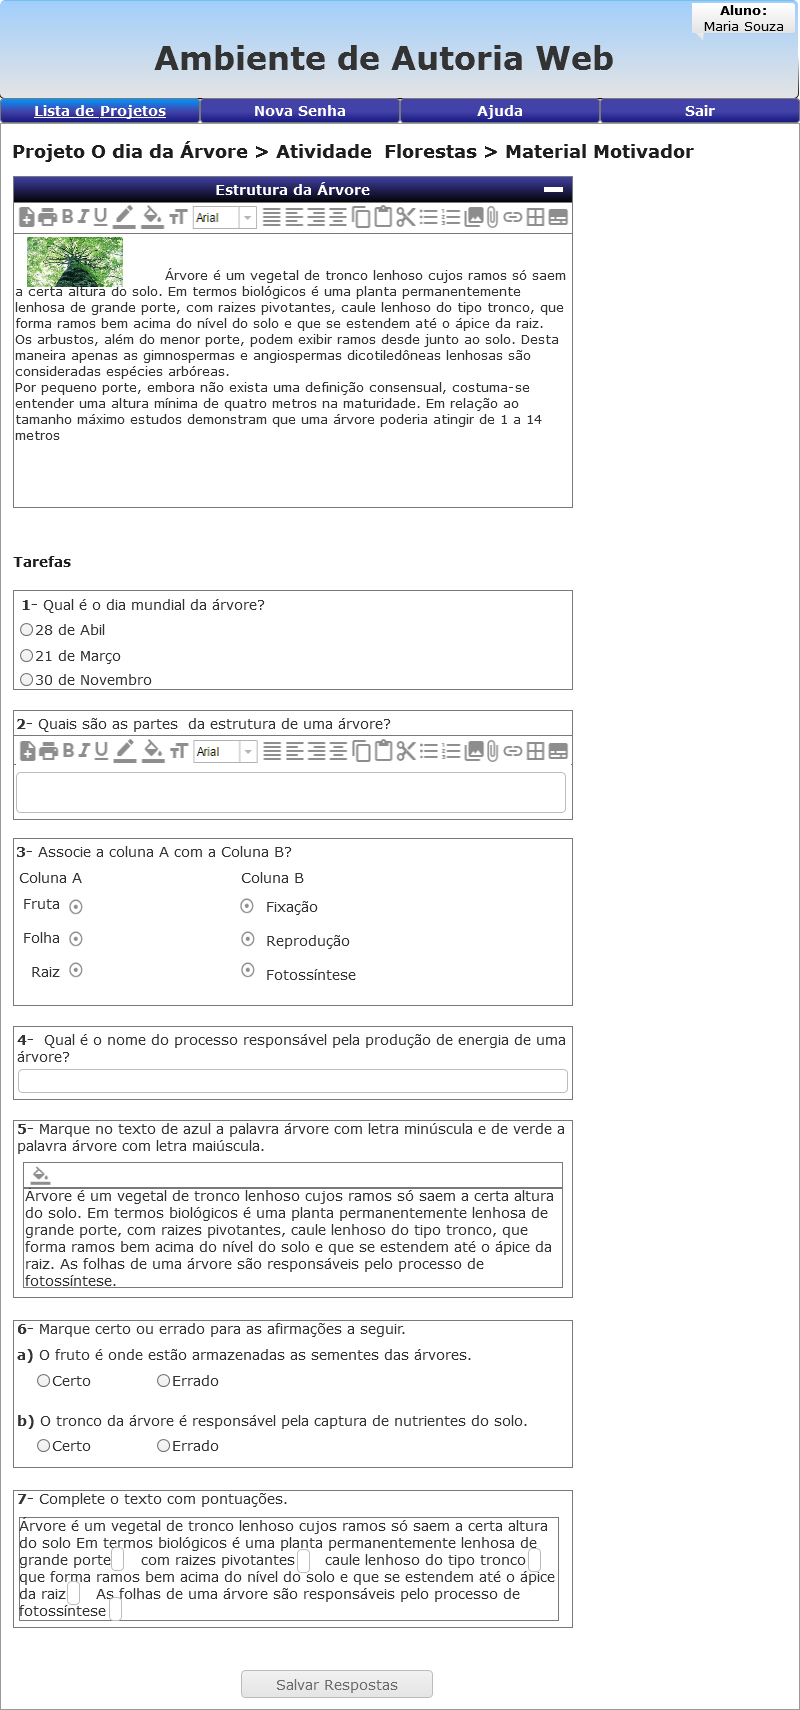 Aluno:
Maria Souza
Ambiente de Autoria Web
Lista de Projetos
Nova Senha
Ajuda
Sair
Projeto O dia da Árvore > Atividade  Florestas > Material Motivador
Estrutura da Árvore
B I U TT Arial
Árvore é um vegetal de tronco lenhoso cujos ramos só saem
a certa altura do solo. Em termos biológicos é uma planta permanentemente
lenhosa de grande porte, com raizes pivotantes, caule lenhoso do tipo tronco, que
forma ramos bem acima do nível do solo e que se estendem até o ápice da raiz.
Os arbustos, além do menor porte, podem exibir ramos desde junto ao solo. Desta
maneira apenas as gimnospermas e angiospermas dicotiledôneas lenhosas são
consideradas espécies arbóreas.
Por pequeno porte, embora não exista uma definição consensual, costuma-se
entender uma altura mínima de quatro metros na maturidade. Em relação ao
tamanho máximo estudos demonstram que uma árvore poderia atingir de 1 a 14
metros
Tarefas
1- Qual é o dia mundial da árvore?
28 de Abil
21 de Março
30 de Novembro
2- Quais são as partes  da estrutura de uma árvore?
B I U TT Arial
3- Associe a coluna A com a Coluna B?
Coluna A
Coluna B
Fruta
Fixação
Folha
Reprodução
Raiz
Fotossíntese
4-  Qual é o nome do processo responsável pela produção de energia de uma
árvore?
5- Marque no texto de azul a palavra árvore com letra minúscula e de verde a
palavra árvore com letra maiúscula.
Árvore é um vegetal de tronco lenhoso cujos ramos só saem a certa altura
do solo. Em termos biológicos é uma planta permanentemente lenhosa de
grande porte, com raizes pivotantes, caule lenhoso do tipo tronco, que
forma ramos bem acima do nível do solo e que se estendem até o ápice da
raiz. As folhas de uma árvore são responsáveis pelo processo de
fotossíntese.
6- Marque certo ou errado para as afirmações a seguir.
a) O fruto é onde estão armazenadas as sementes das árvores.
Certo
Errado
b) O tronco da árvore é responsável pela captura de nutrientes do solo.
Certo
Errado
7- Complete o texto com pontuações.
Árvore é um vegetal de tronco lenhoso cujos ramos só saem a certa altura
do solo Em termos biológicos é uma planta permanentemente lenhosa de
grande porte com raizes pivotantes caule lenhoso do tipo tronco
que forma ramos bem acima do nível do solo e que se estendem até o ápice
da raiz As folhas de uma árvore são responsáveis pelo processo de
fotossíntese
Salvar Respostas